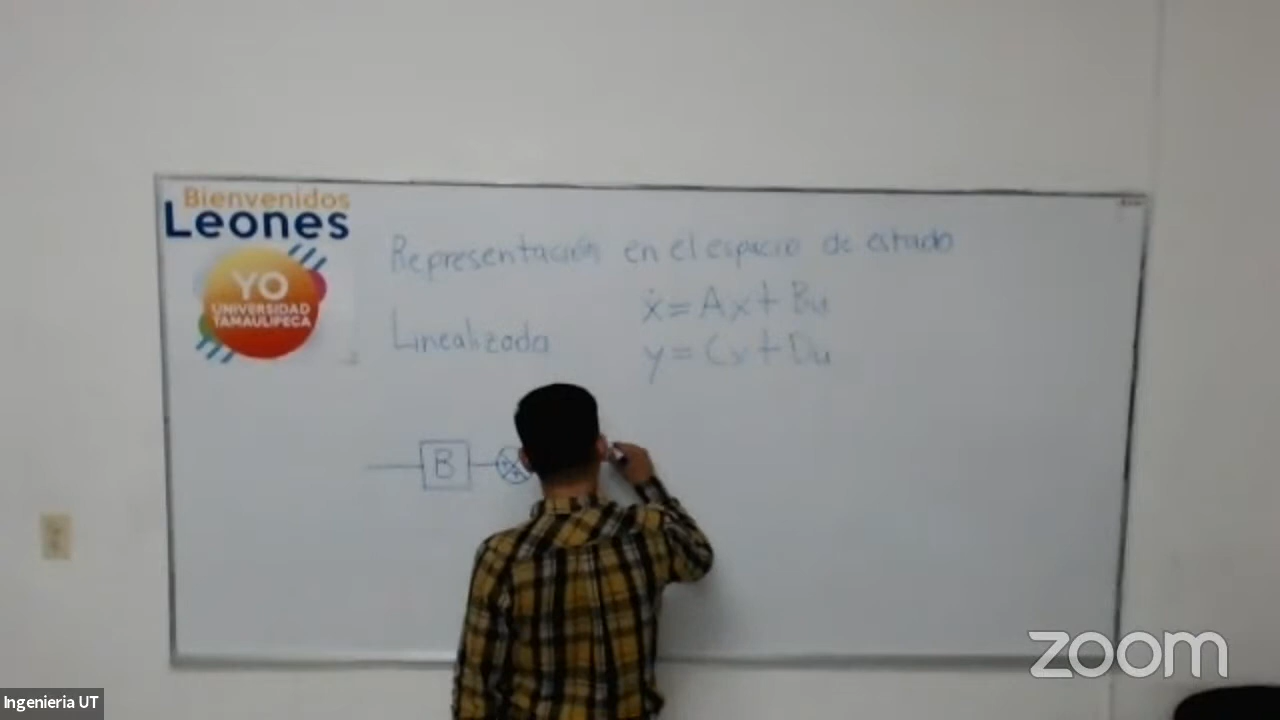 Bienvenidos
Leones
YO
UNIVERSIDAD
TAMAULIPECA
Representación en el espacio de estado
Linealizada
ẋ = Ax + Bu
y = Cx + Du
B
zoom
Ingenieria UT